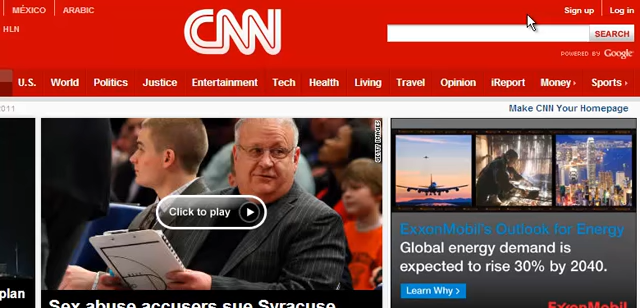 MÉXICO ARABIC
Sign up Log in
HLN
CNN
SEARCH
POWERED BY Google
U.S. World Politics Justice Entertainment Tech Health Living Travel Opinion iReport Money Sports
2011
Make CNN Your Homepage
GETTY IMAGES
Click to play
ExxonMobil's Outlook for Energy
Global energy demand is
expected to rise 30% by 2040.
Learn Why >
plan
Sex abuse accusers sue Syracuse
ExxonMobil